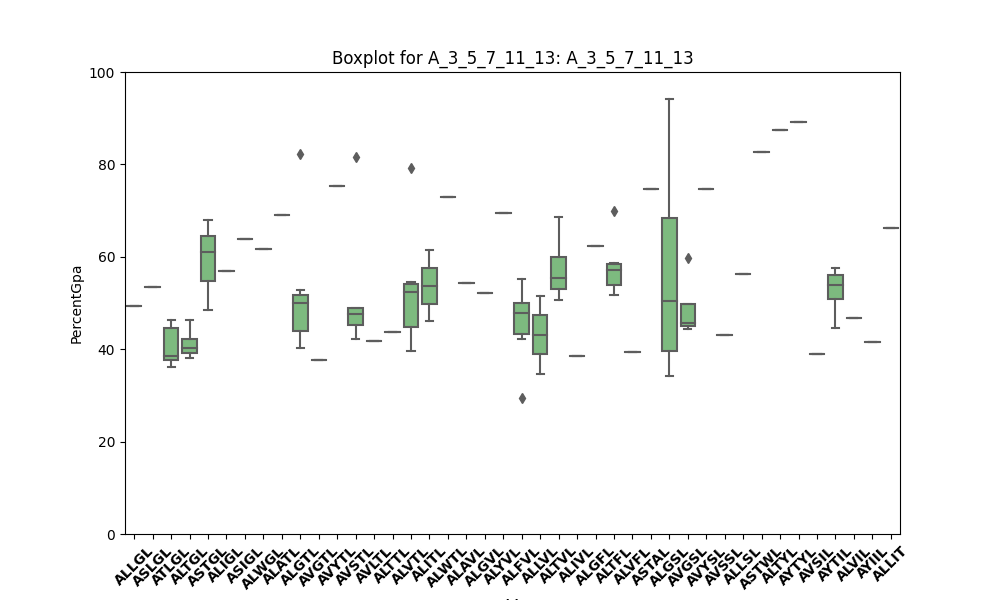 Boxplot for A_3_5_7_11_13: A_3_5_7_11_13
100
80
60
40
20
0
PercentGpa
ALLGL ASLGL ATLGL ALTGL ASTGL ALIGL ASIGL ALWGL ALATL ALGTL AVGTL AVYTL AVSTL AVLTL ALTTL ALVTL ALITL ALWTL ALAVL ALGVL ALYVL ALFVL ALLVL ALTVL ALIVL ALGFL ALTFL ALVFL ASTAL ALGSL AVGSL AVYSL AVSSL ALLSL ASTWL ALTYL AYTYL AVSIL AYTIL ALVIL AYIIL ALLIT